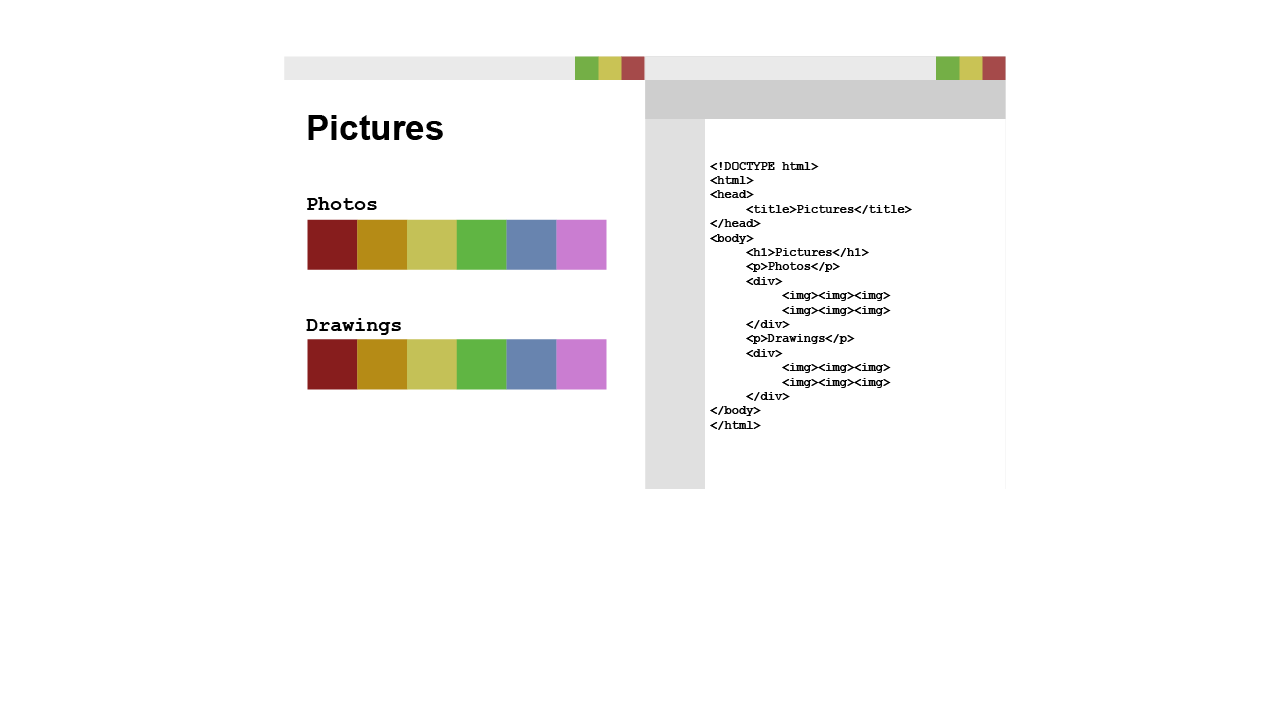 Pictures
Photos
Drawings
<!DOCTYPE html>
<html>
<head>
<title>Pictures</title>
</head>
<body>
<h1>Pictures</h1>
<p>Photos</p>
<div>
<img><img><img>
<img><img><img>
</div>
<p>Drawings</p>
<div>
<img><img><img>
<img><img><img>
</div>
</body>
</html>